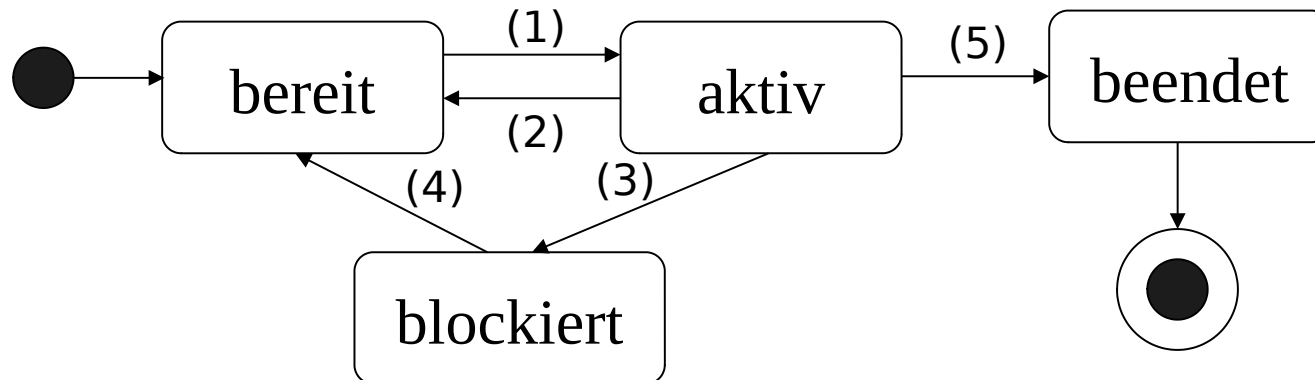 (1)
(5)
bereit
aktiv
beendet
(2)
(4)
(3)
blockiert